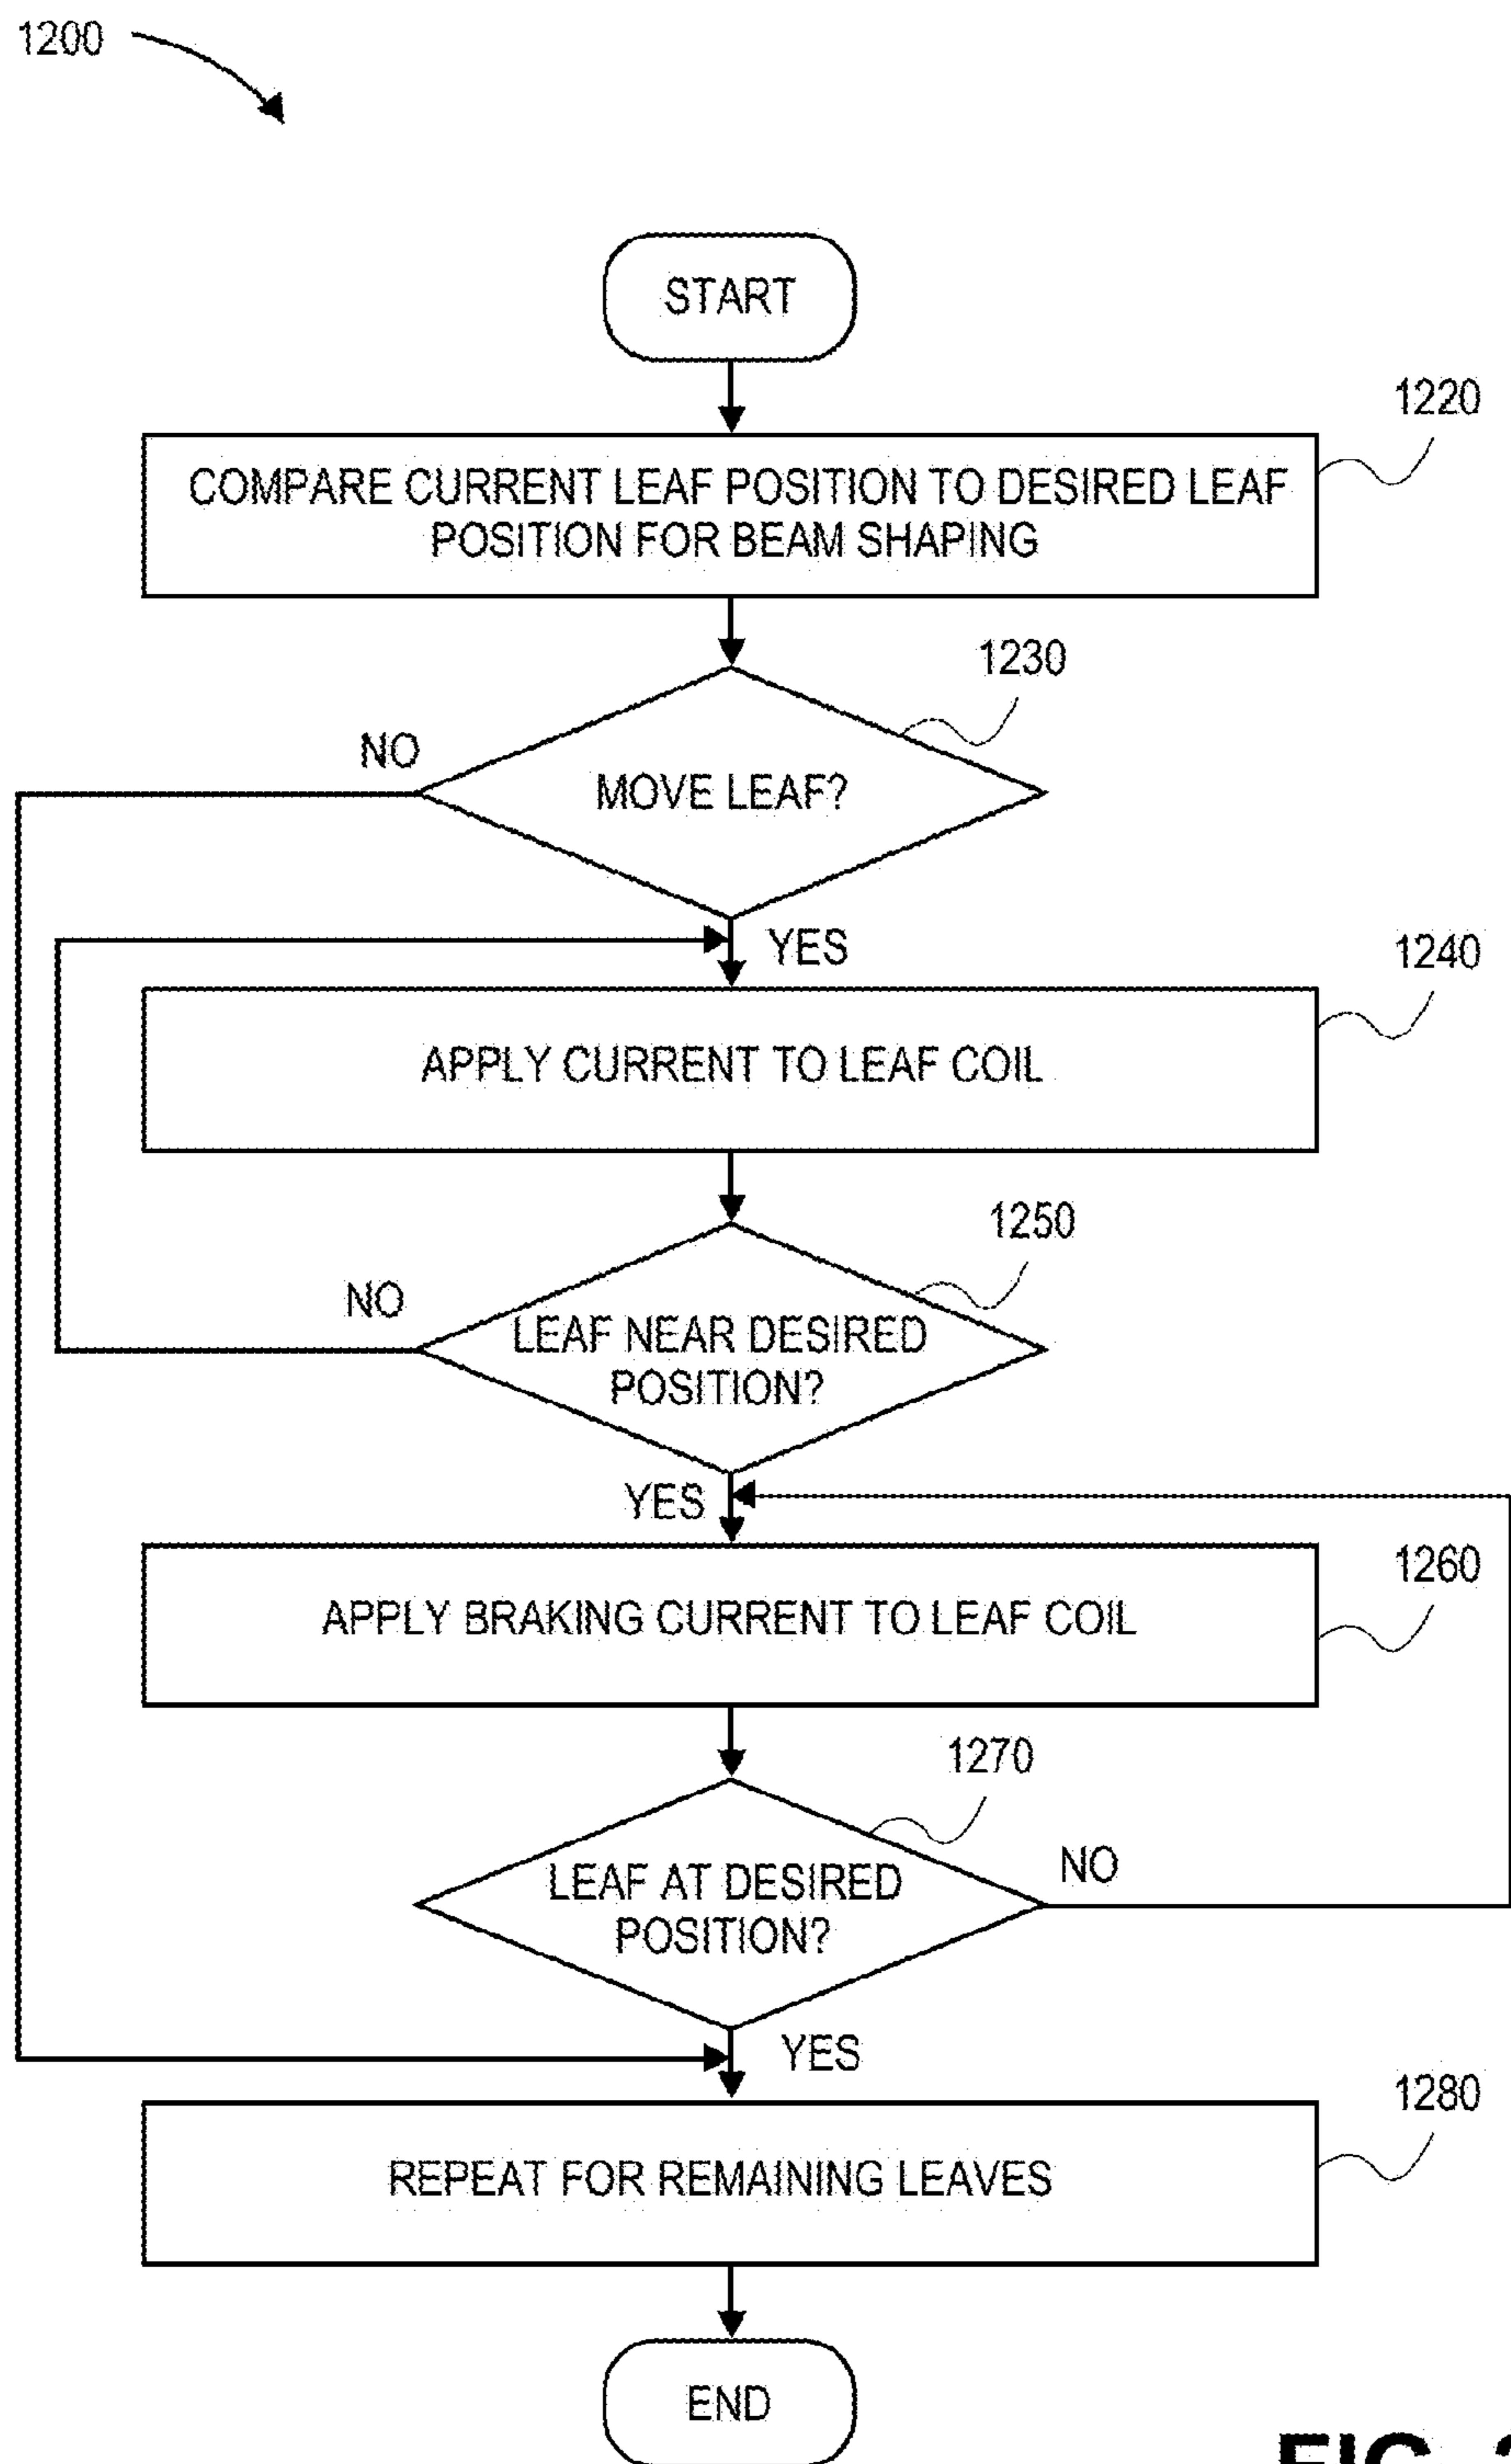 1200
START
1220
COMPARE CURRENT LEAF POSITION TO DESIRED LEAF
POSITION FOR BEAM SHAPING
1230
NO
MOVE LEAF?
YES
1240
APPLY CURRENT TO LEAF COIL
1250
NO
LEAF NEAR DESIRED
POSITION?
YES
1260
APPLY BRAKING CURRENT TO LEAF COIL
1270
NO
LEAF AT DESIRED
POSITION?
YES
1280
REPEAT FOR REMAINING LEAVES
END
FIG.